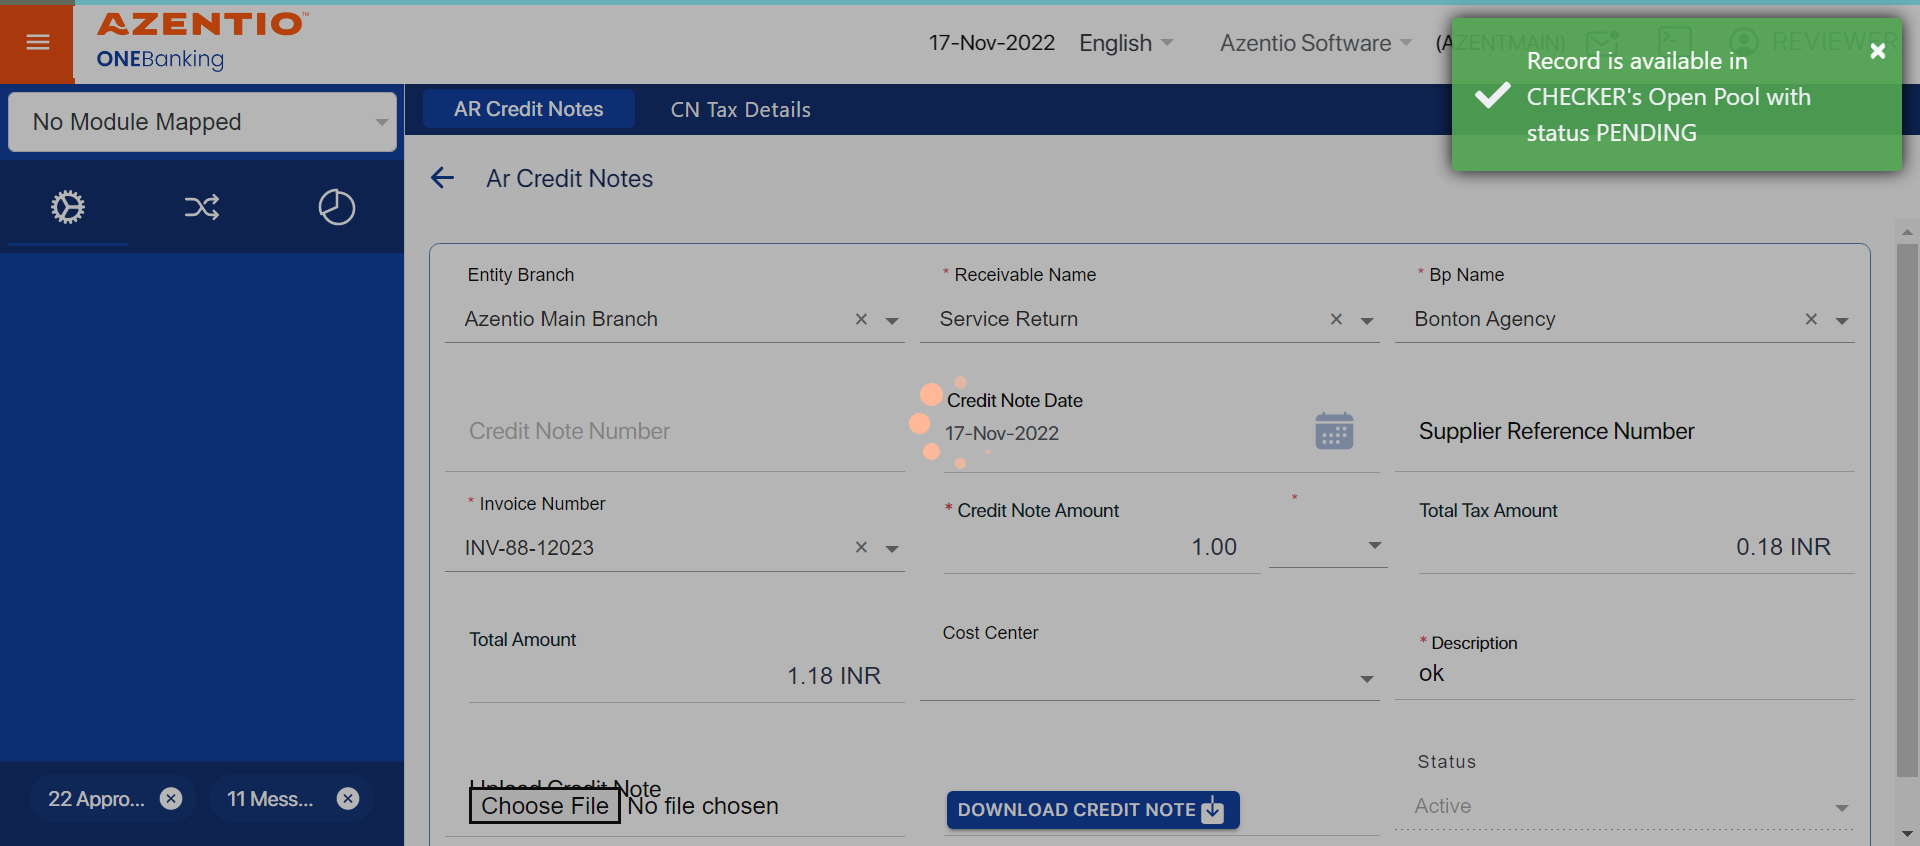 AZENTIO™
ONEBanking
17-Nov-2022 English Azentio Software (AZENTMAIN) REVIEWER
Record is available in
CHECKER's Open Pool with
status PENDING
No Module Mapped
AR Credit Notes CN Tax Details
Ar Credit Notes
Entity Branch
Azentio Main Branch
* Receivable Name
Service Return
* Bp Name
Bonton Agency
Credit Note Number
Credit Note Date
17-Nov-2022
Supplier Reference Number
* Invoice Number
INV-88-12023
* Credit Note Amount
1.00
*
Total Tax Amount
0.18 INR
Total Amount
1.18 INR
Cost Center
* Description
ok
Upload Credit Note
Choose File No file chosen
DOWNLOAD CREDIT NOTE
Status
Active
22 Appro... 11 Mess...